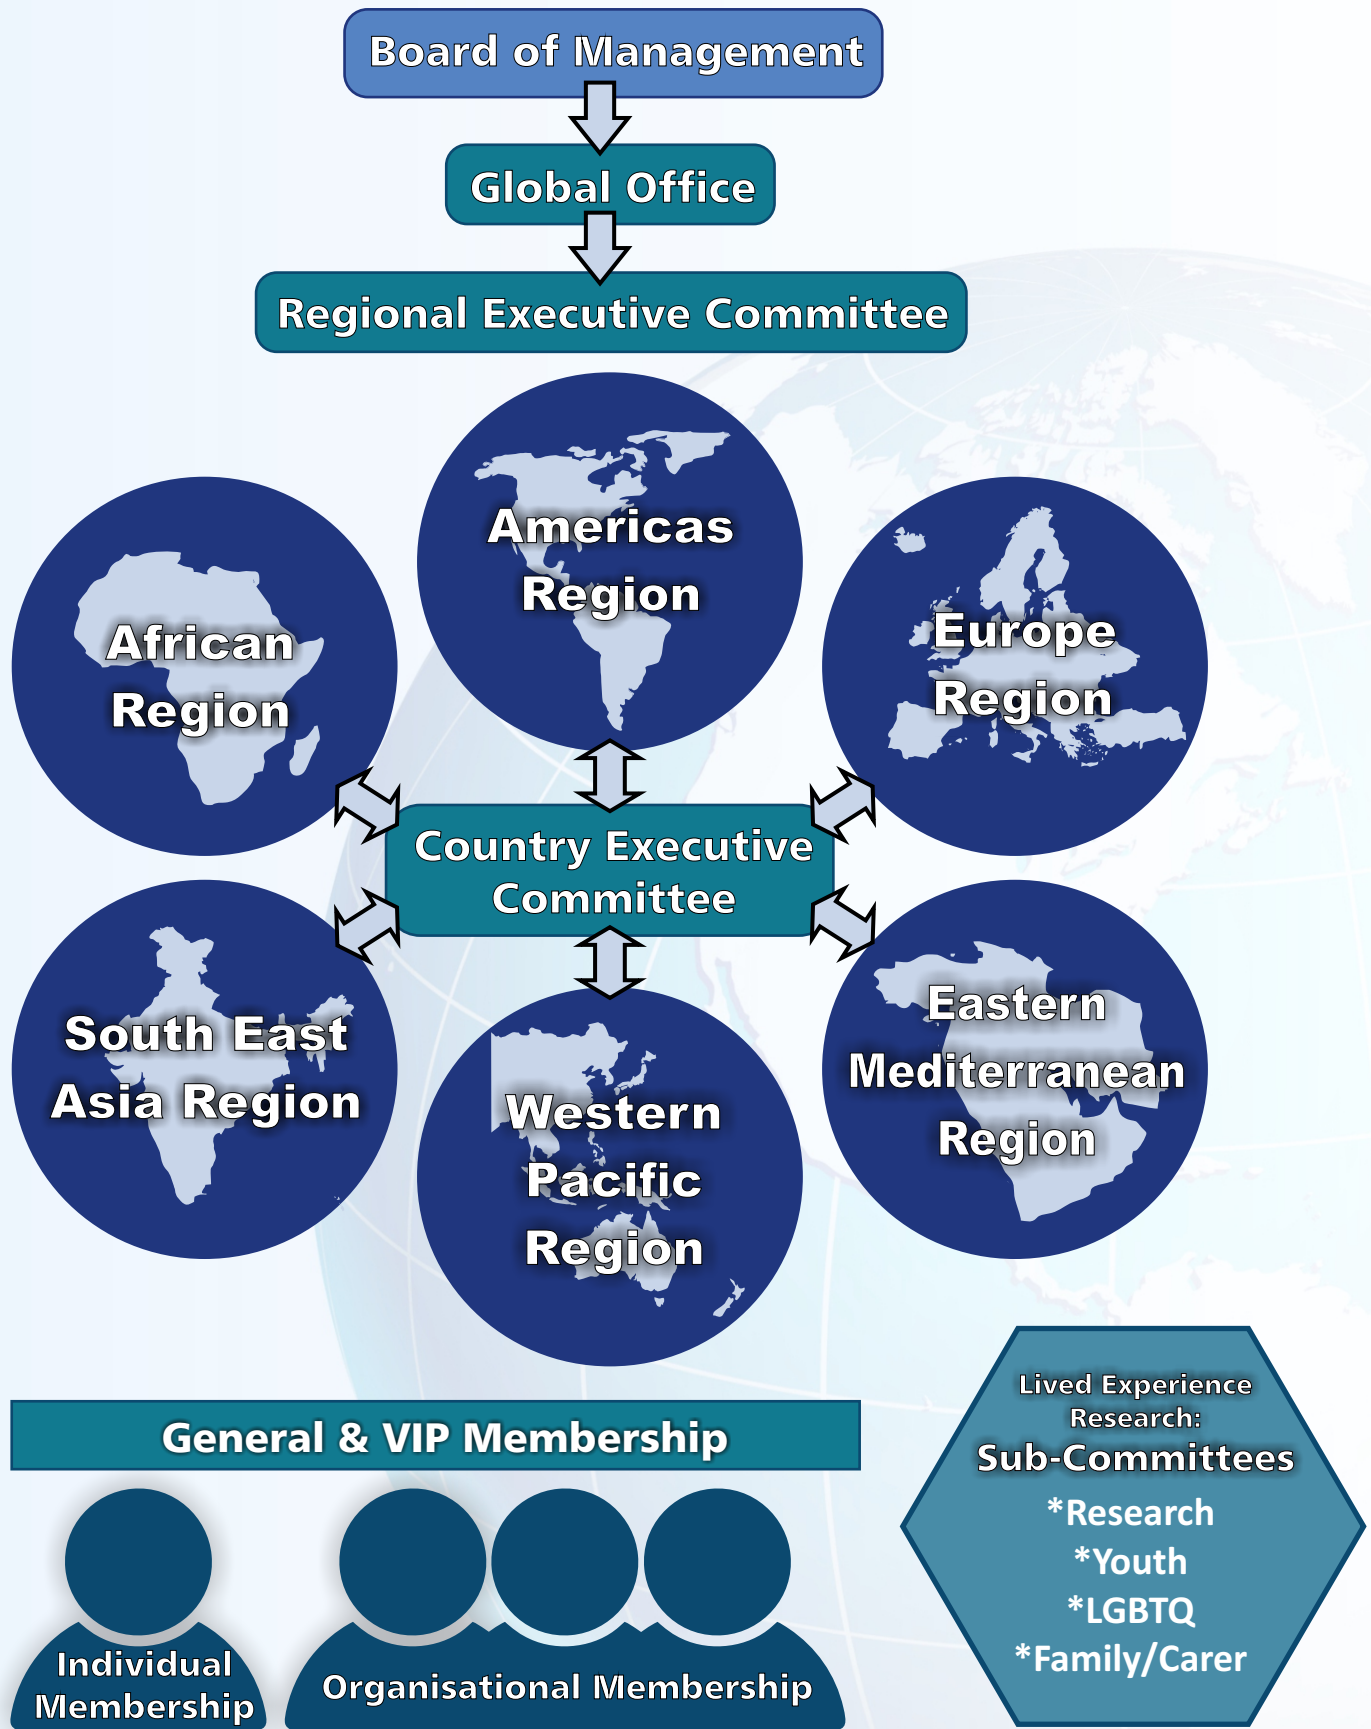 Board of Management
Global Office
Regional Executive Committee
Americas
Region
African
Region
Europe
Region
Country Executive
Committee
South East
Asia Region
Western
Pacific
Region
Eastern
Mediterranean
Region
General & VIP Membership
Individual
Membership
Organisational Membership
Lived Experience
Research:
Sub-Committees
*Research
*Youth
*LGBTQ
*Family/Carer